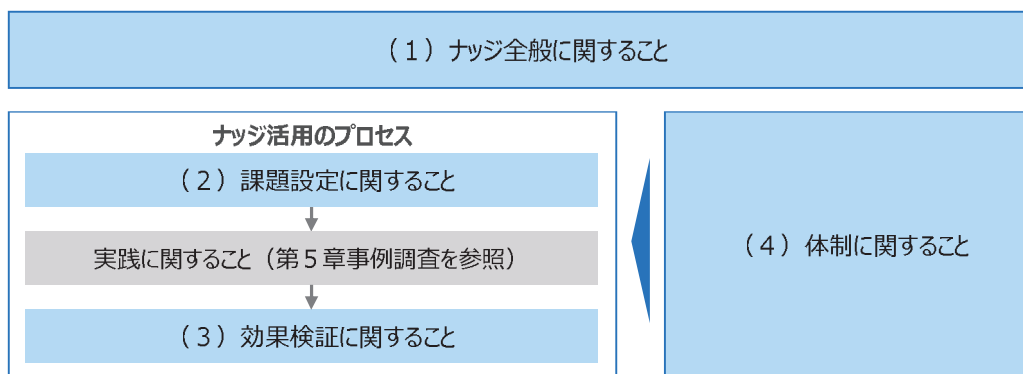 （１）ナッジ全般に関すること
ナッジ活用のプロセス
（２）課題設定に関すること
実践に関すること（第５章事例調査を参照）
（３）効果検証に関すること
（４）体制に関すること